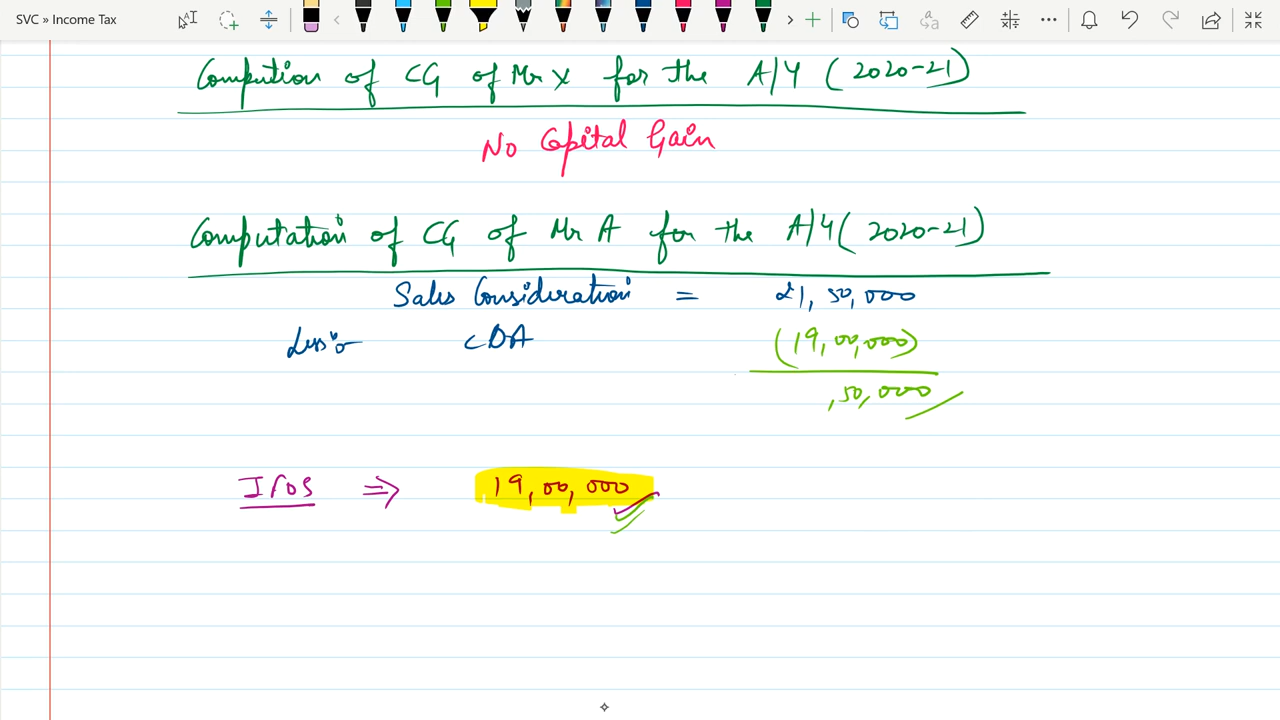 SVC » Income Tax
Compution of CG of Mr X for the A/Y (2020-21)
No Capital Gain
Computation of CG of Mr A for the A/Y (2020-21)
Sales Consideration = 21,50,000
Less:- COA (19,00,000)
,50,000
IFOS ⇒ 19,00,000